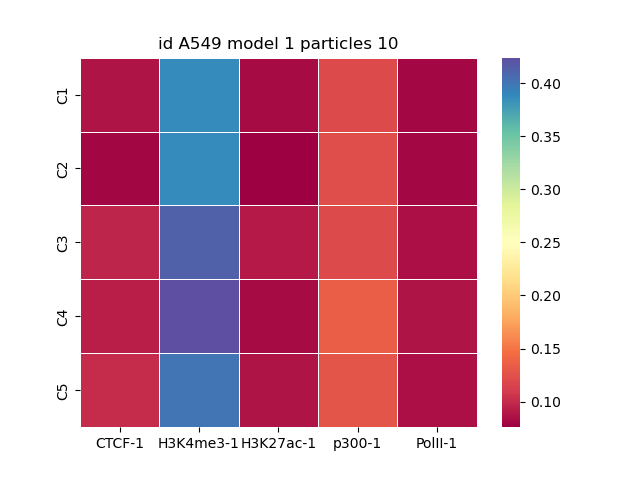 id A549 model 1 particles 10
C1
C2
C3
C4
C5
CTCF-1 H3K4me3-1 H3K27ac-1 p300-1 PolII-1
0.40
0.35
0.30
0.25
0.20
0.15
0.10